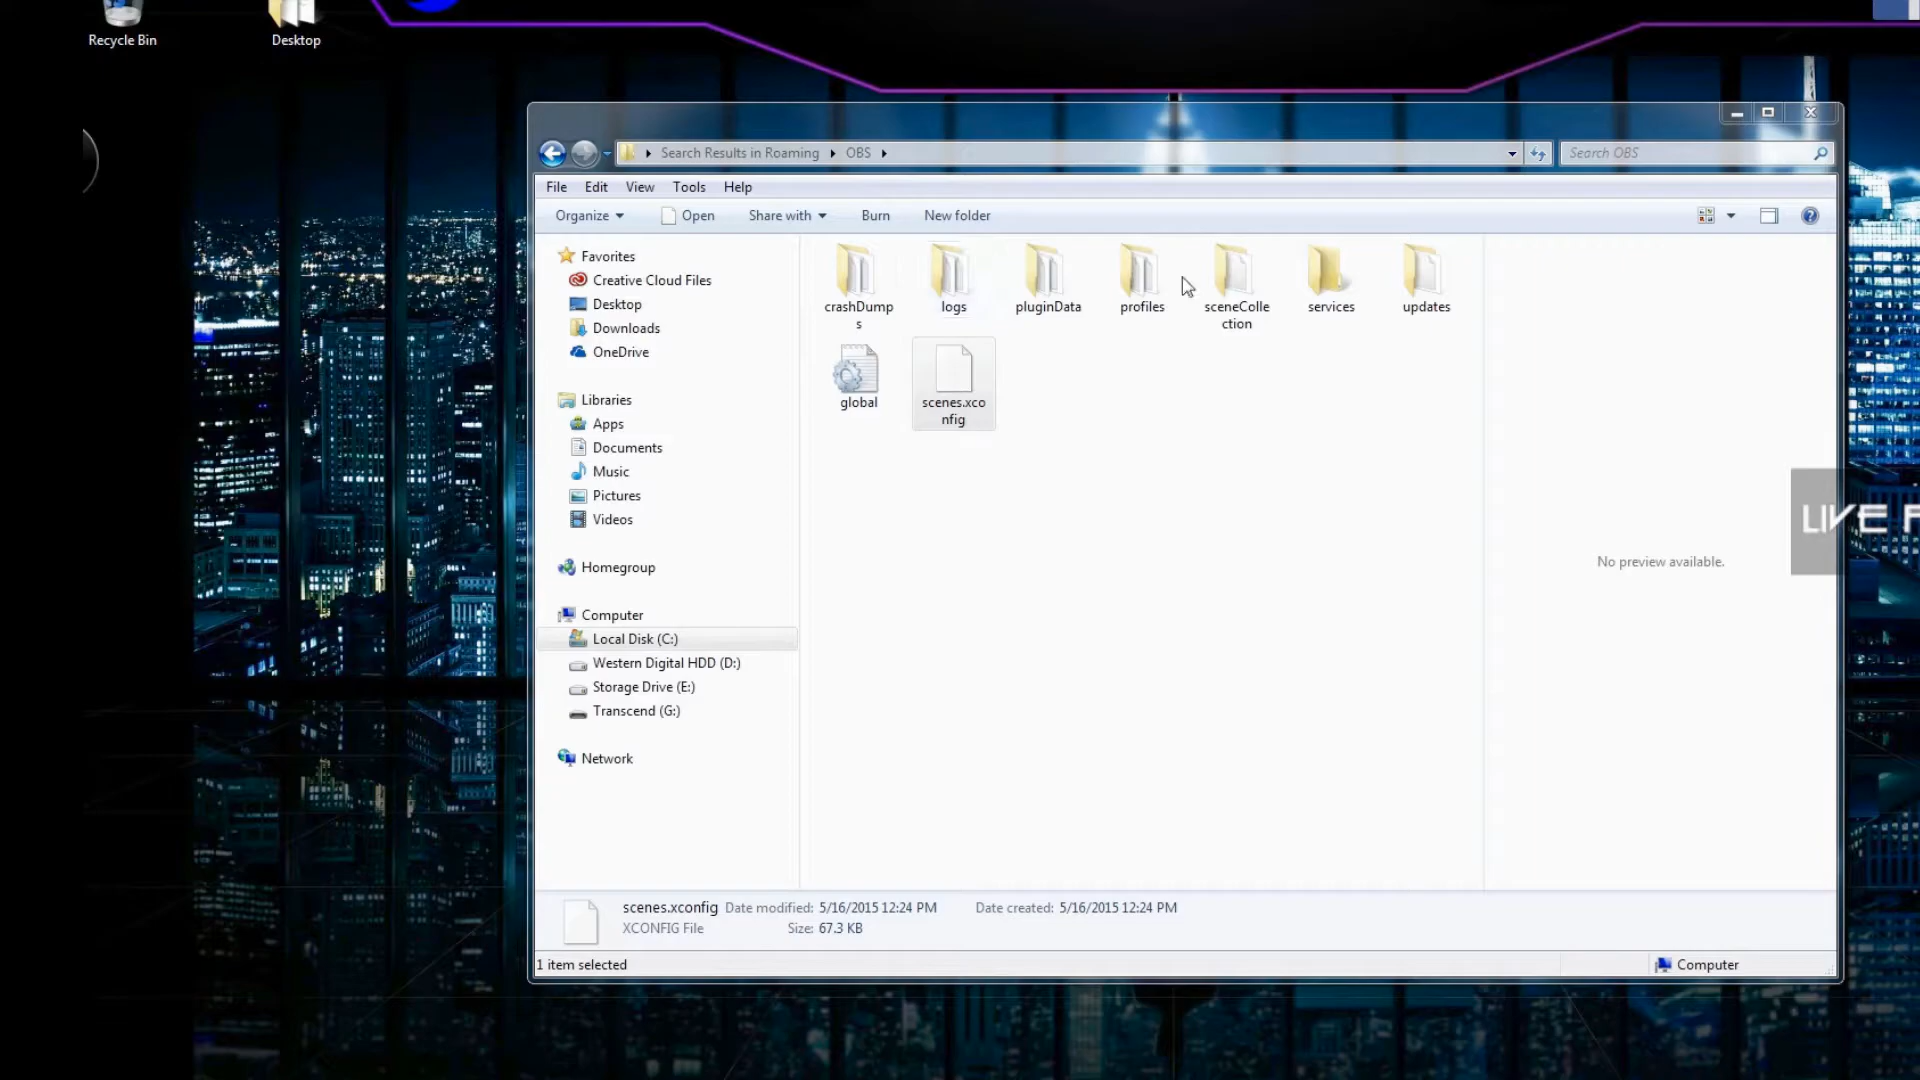 Recycle Bin
Desktop
Search Results in Roaming
OBS
Search OBS
File
Edit
View
Tools
Help
Organize
Open
Share with
Burn
New folder
Favorites
Creative Cloud Files
Desktop
Downloads
OneDrive
Libraries
Apps
Documents
Music
Pictures
Videos
Homegroup
Computer
Local Disk (C:)
Western Digital HDD (D:)
Storage Drive (E:)
Transcend (G:)
Network
crashDump
s
logs
pluginData
profiles
sceneColle
ction
services
updates
global
scenes.xco
nfig
No preview available.
LIVE
scenes.xconfig Date modified: 5/16/2015 12:24 PM Date created: 5/16/2015 12:24 PM
XCONFIG File Size: 67.3 KB
1 item selected
Computer